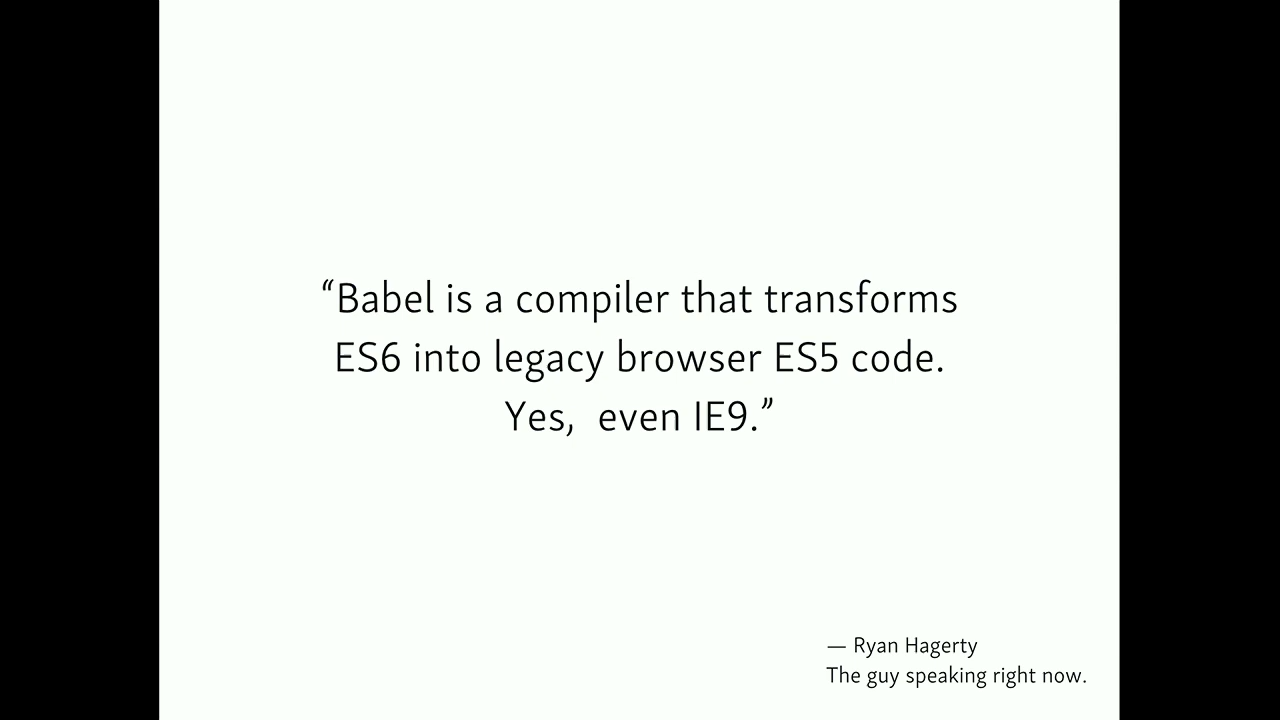 “Babel is a compiler that transforms
ES6 into legacy browser ES5 code.
Yes,  even IE9.”
— Ryan Hagerty
The guy speaking right now.